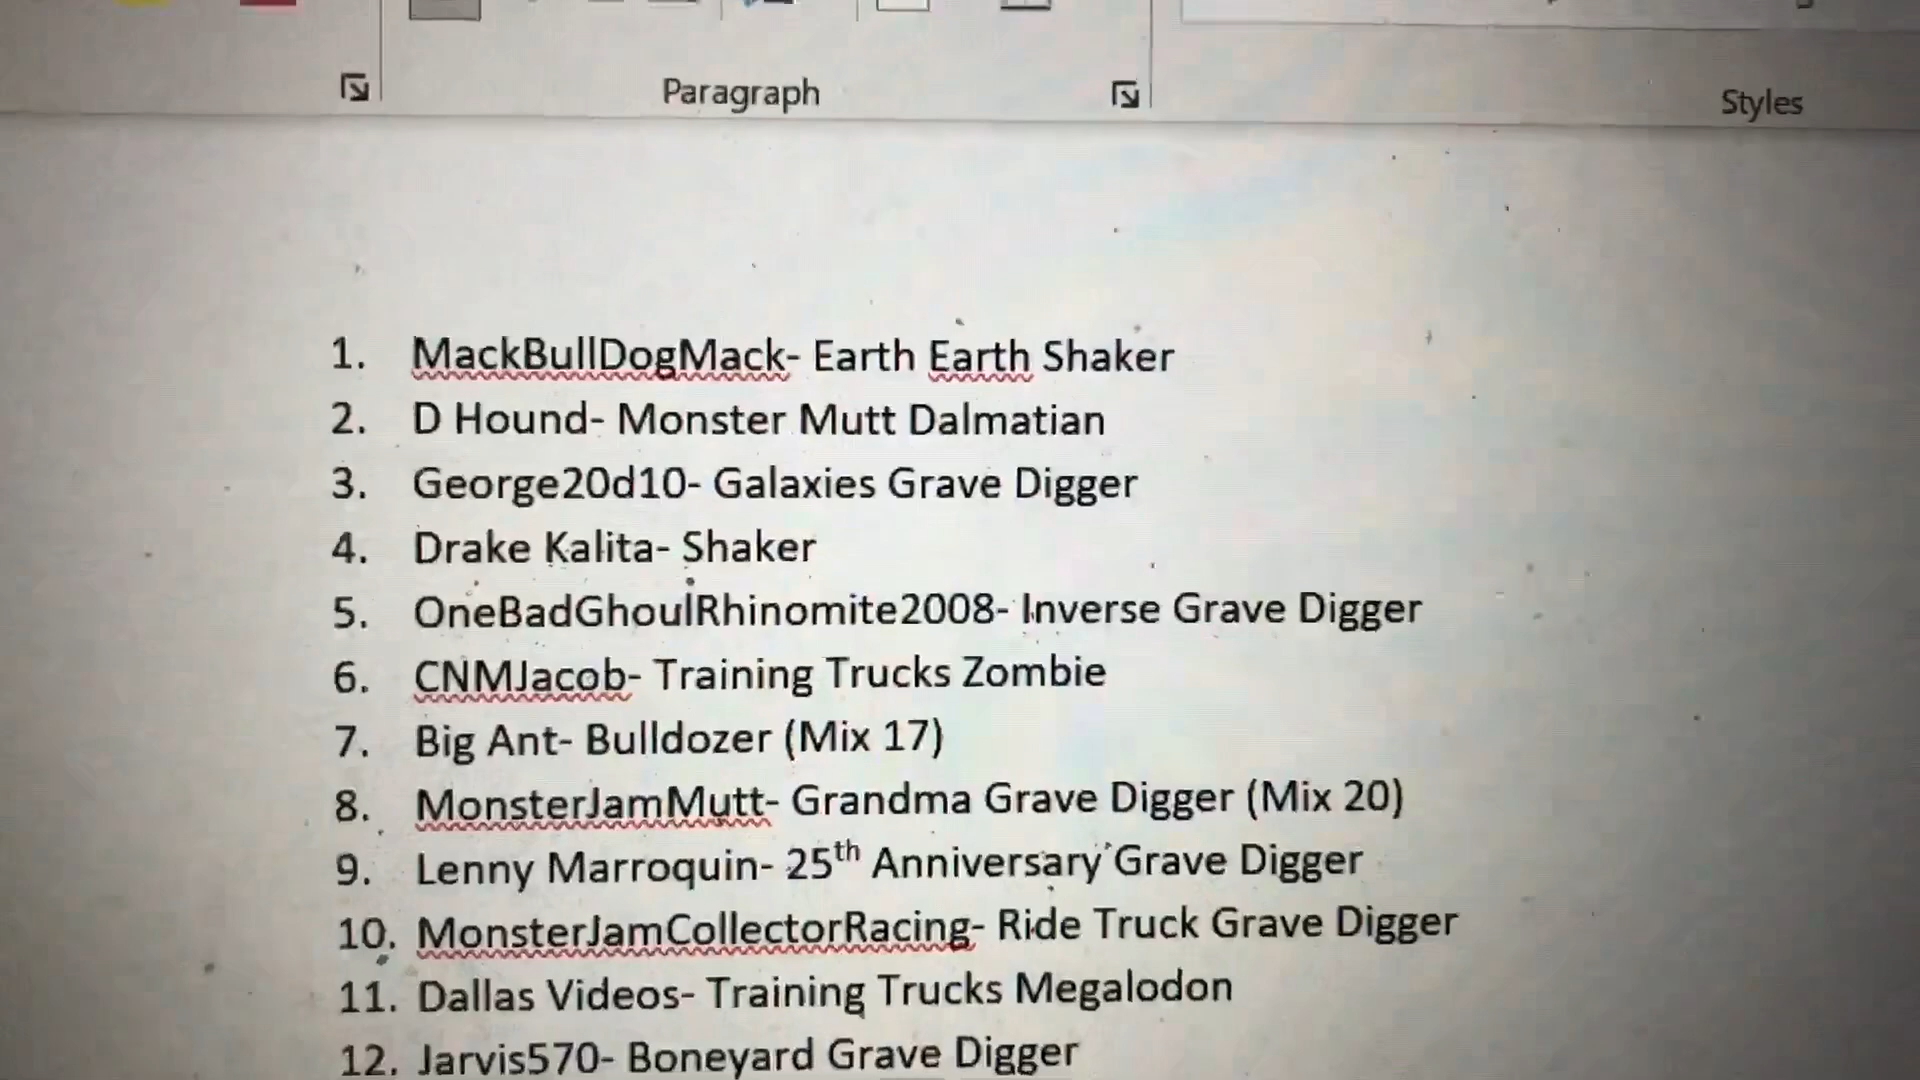 Paragraph
Styles
1. MackBullDogMack- Earth Earth Shaker
2. D Hound- Monster Mutt Dalmatian
3. George20d10- Galaxies Grave Digger
4. Drake Kalita- Shaker
5. OneBadGhoulRhinomite2008- Inverse Grave Digger
6. CNMJacob- Training Trucks Zombie
7. Big Ant- Bulldozer (Mix 17)
8. MonsterJamMutt- Grandma Grave Digger (Mix 20)
9. Lenny Marroquin- 25th Anniversary Grave Digger
10. MonsterJamCollectorRacing- Ride Truck Grave Digger
11. Dallas Videos- Training Trucks Megalodon
12. Jarvis570- Boneyard Grave Digger